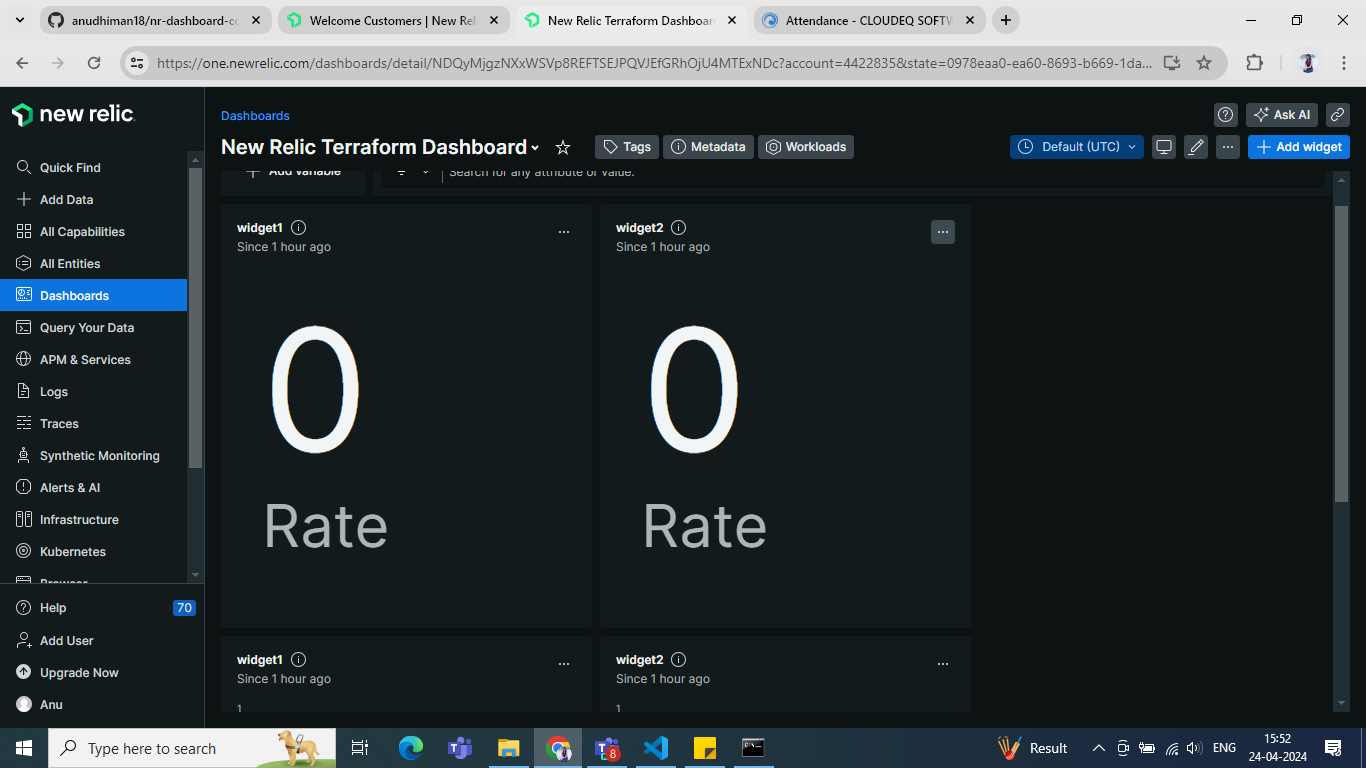 anudhiman18/nr-dashboard-co
Welcome Customers | New Rel
New Relic Terraform Dashboar
Attendance - CLOUDEQ SOFTW
https://one.newrelic.com/dashboards/detail/NDQyMjgzNXxWSVp8REFTSEJPQVJEfGRhOjU4MTExNDc?account=4422835&state=0978eaa0-ea60-8693-b669-1da...
new relic
Dashboards
Ask AI
New Relic Terraform Dashboard
Tags
Metadata
Workloads
Default (UTC)
Add widget
Quick Find
Add Data
All Capabilities
All Entities
Dashboards
Query Your Data
APM & Services
Logs
Traces
Synthetic Monitoring
Alerts & AI
Infrastructure
Kubernetes
Browser
Help
70
Add User
Upgrade Now
Anu
Add variable
Search for any attribute or value.
widget1
Since 1 hour ago
0
Rate
widget2
Since 1 hour ago
0
Rate
widget1
Since 1 hour ago
1
widget2
Since 1 hour ago
1
Type here to search
8
Result
ENG
15:52
24-04-2024